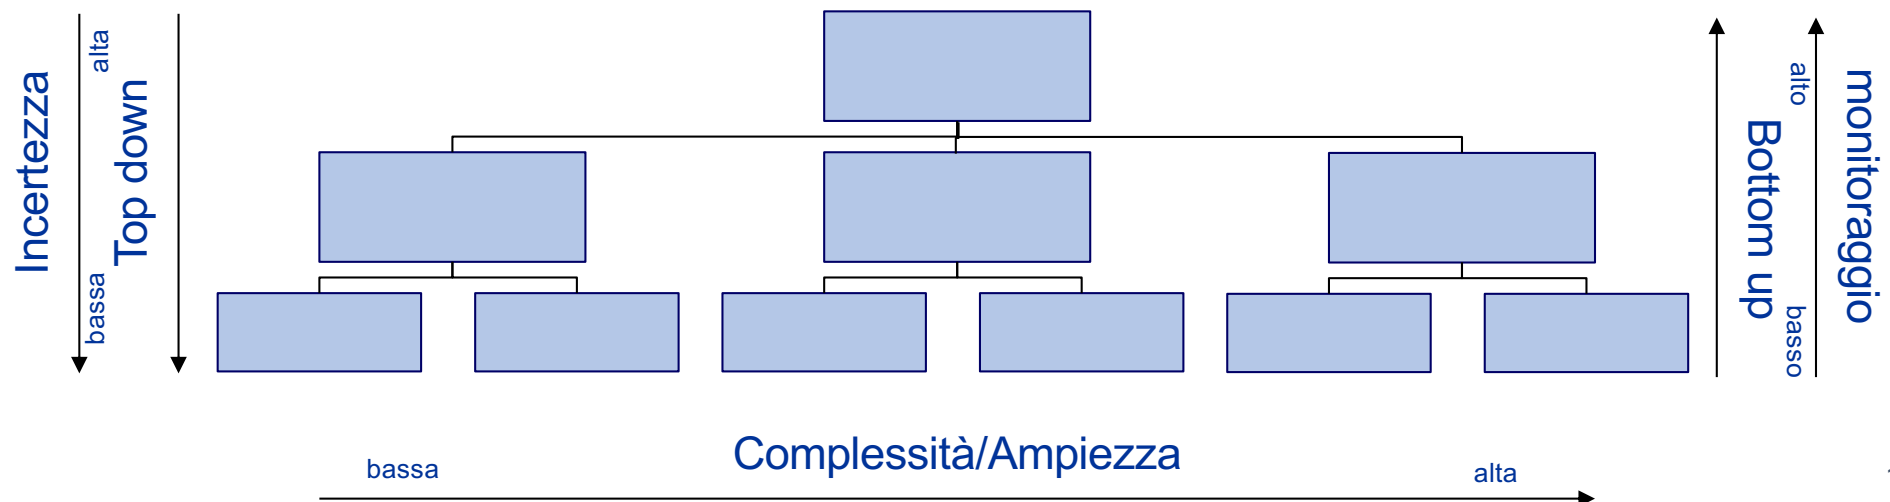 Incertezza
alta
bassa
Top down
Bottom up
alto
basso
monitoraggio
Complessità/Ampiezza
bassa
alta